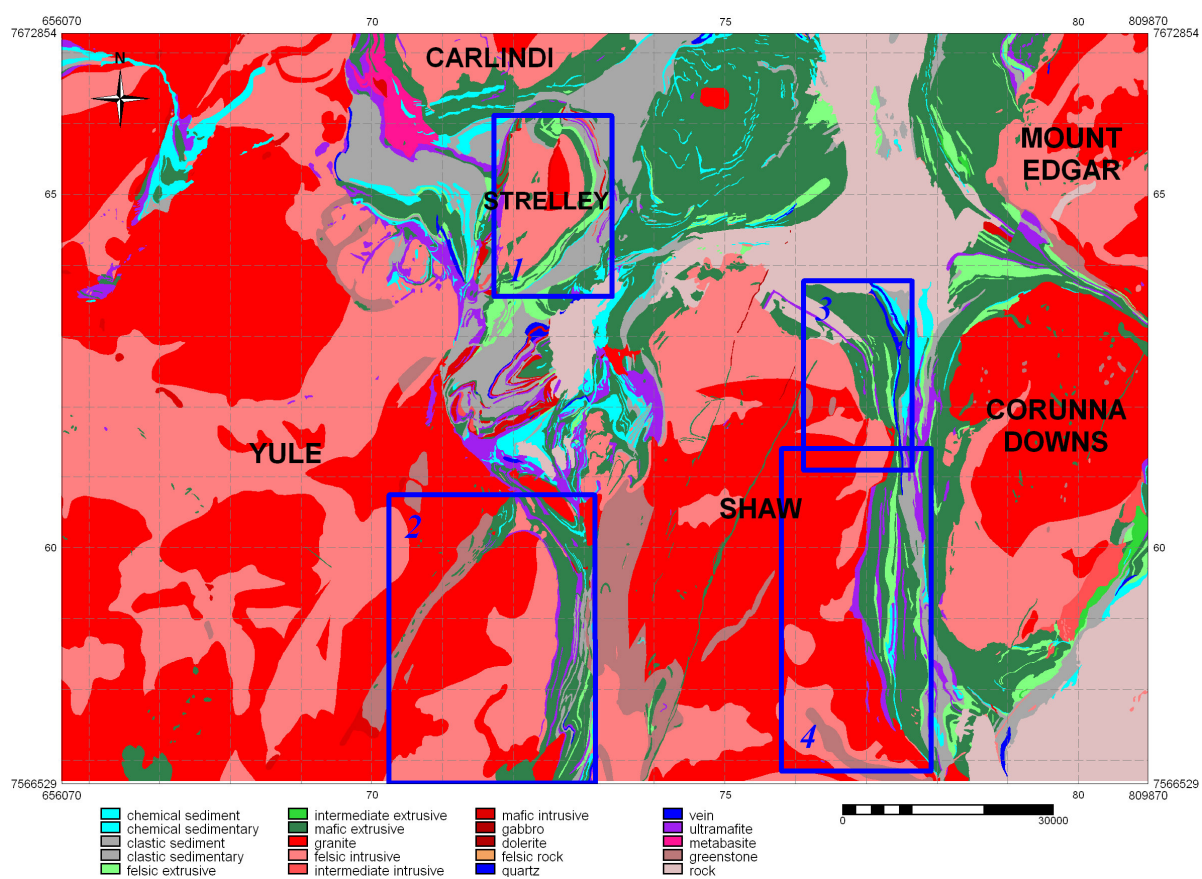 656070 70 75 80 809870
7672854 7672854
N
CARLINDI
MOUNT
EDGAR
65 STRELLEY 65
1
3
CORUNNA
DOWNS
YULE
SHAW
2
60 60
4
7566529 7566529
656070 70 75 80 809870
chemical sediment
chemical sedimentary
clastic sediment
clastic sedimentary
felsic extrusive
intermediate extrusive
mafic extrusive
granite
felsic intrusive
intermediate intrusive
mafic intrusive
gabbro
dolerite
felsic rock
quartz
vein
ultramafite
metabasite
greenstone
rock
0 30000